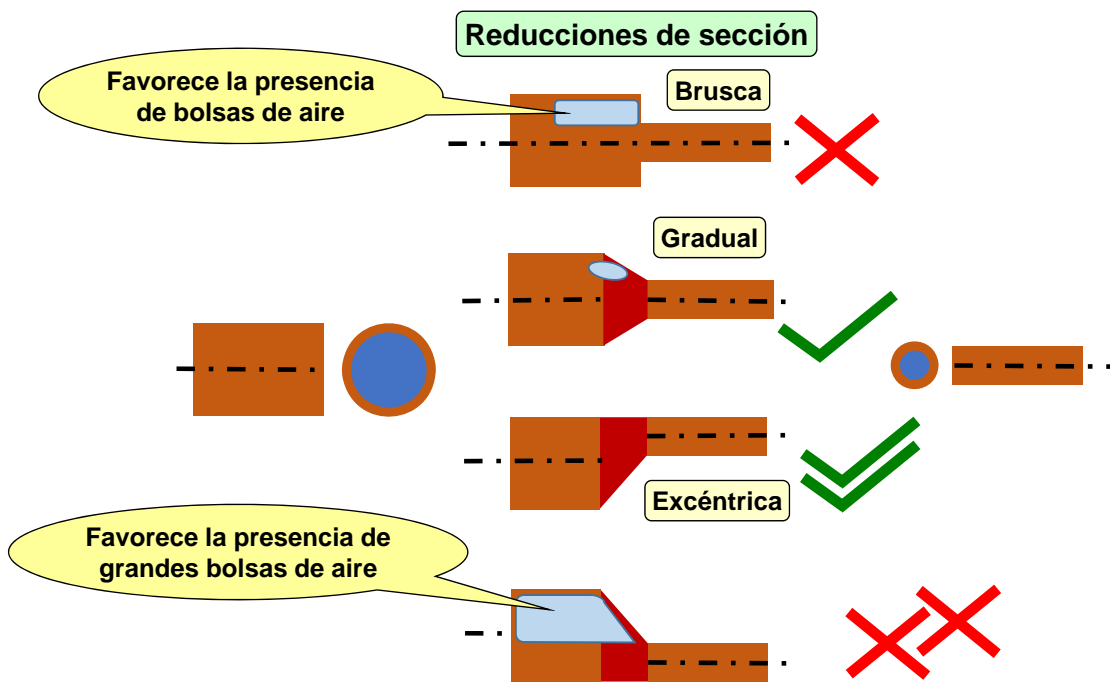 Reducciones de sección
Favorece la presencia
de bolsas de aire
Brusca
Gradual
Excéntrica
Favorece la presencia de
grandes bolsas de aire